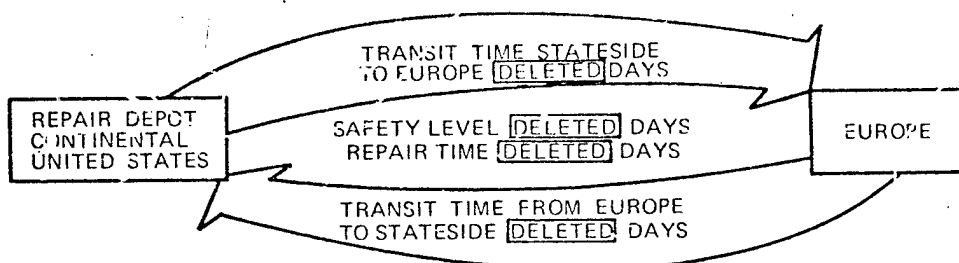 TRANSIT TIME STATESIDE
TO EUROPE DELETED DAYS
REPAIR DEPOT
CONTINENTAL
UNITED STATES
SAFETY LEVEL DELETED DAYS
REPAIR TIME DELETED DAYS
EUROPE
TRANSIT TIME FROM EUROPE
TO STATESIDE DELETED DAYS